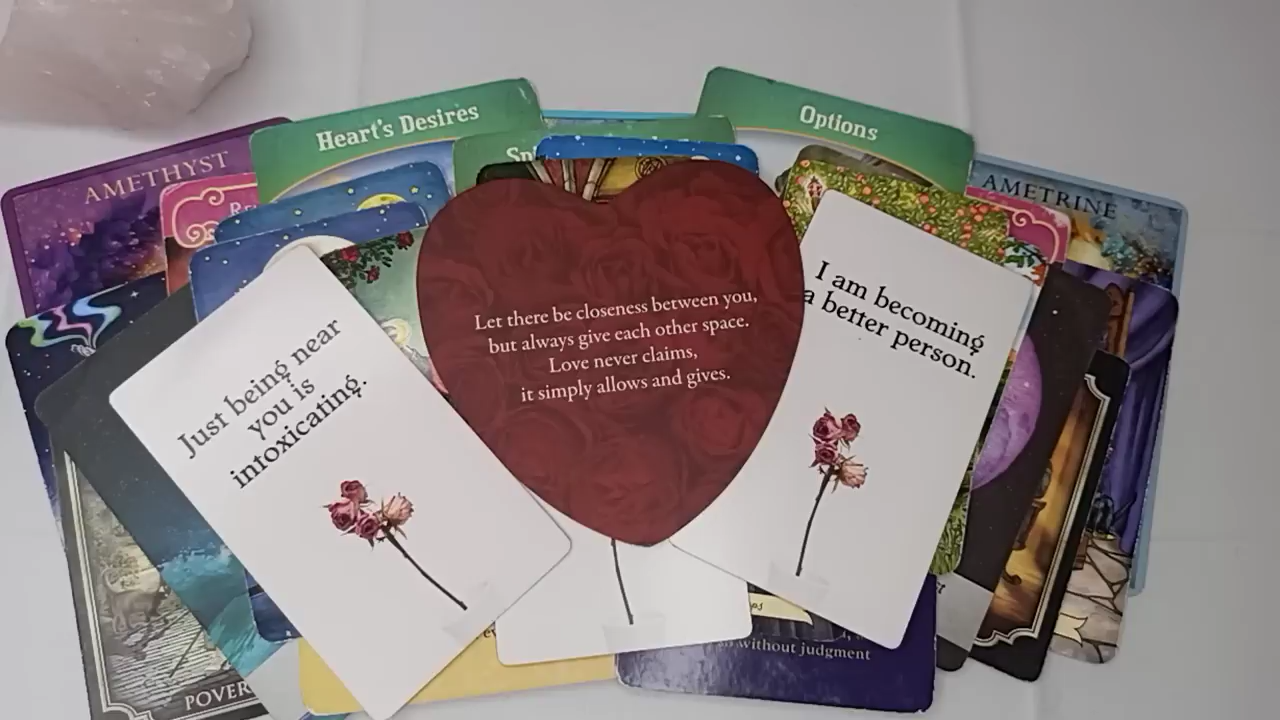 Heart's Desires
Options
AMETHYST
AMETRINE
Let there be closeness between you,
but always give each other space.
Love never claims,
it simply allows and gives.
I am becoming
a better person.
Just being near
you is
intoxicating.
without judgment